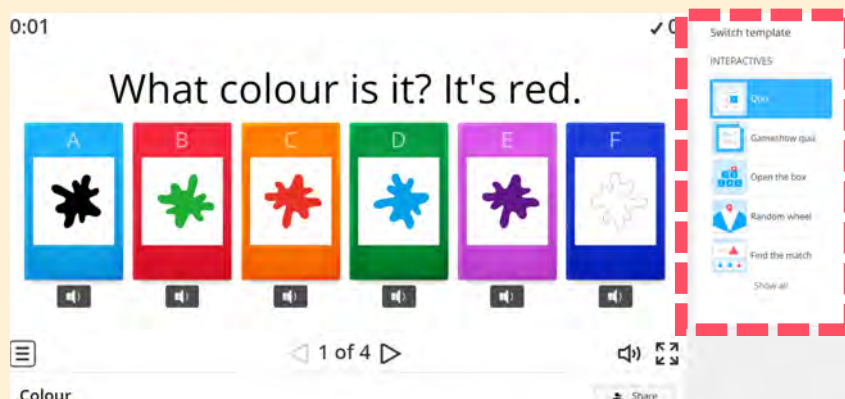 0:01
✓ 0
What colour is it? It's red.
A B C D E F
1 of 4
Colour
Share
Switch template
INTERACTIVES
Quiz
Gameshow quiz
Open the box
Random wheel
Find the match
Show all